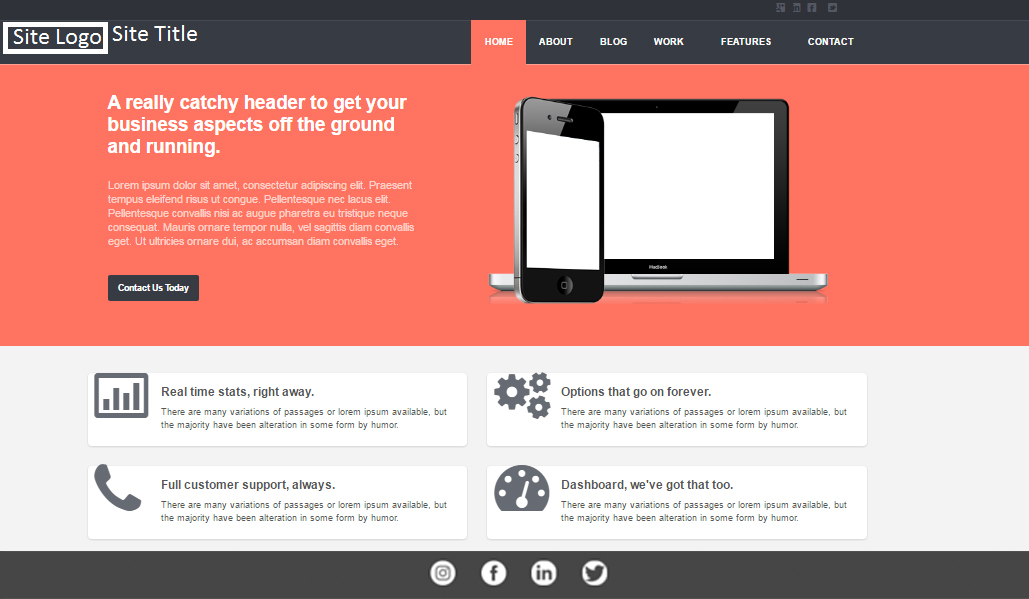 Site Logo Site Title
HOME ABOUT BLOG WORK FEATURES CONTACT
A really catchy header to get your
business aspects off the ground
and running.
Lorem ipsum dolor sit amet, consectetur adipiscing elit. Praesent
tempus eleifend risus ut congue. Pellentesque nec lacus elit.
Pellentesque convallis nisi ac augue pharetra eu tristique neque
consequat. Mauris ornare tempor nulla, vel sagittis diam convallis
eget. Ut ultricies ornare dui, ac accumsan diam convallis eget.
Contact Us Today
MacBook
Real time stats, right away.
There are many variations of passages or lorem ipsum available, but
the majority have been alteration in some form by humor.
Options that go on forever.
There are many variations of passages or lorem ipsum available, but
the majority have been alteration in some form by humor.
Full customer support, always.
There are many variations of passages or lorem ipsum available, but
the majority have been alteration in some form by humor.
Dashboard, we've got that too.
There are many variations of passages or lorem ipsum available, but
the majority have been alteration in some form by humor.